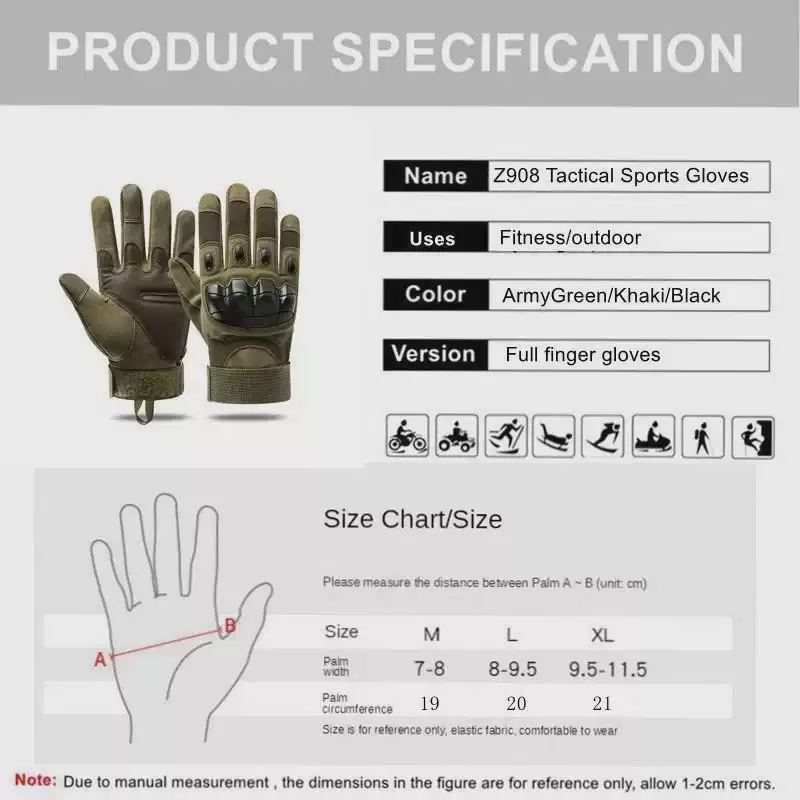 PRODUCT SPECIFICATION
Name Z908 Tactical Sports Gloves
Uses Fitness/outdoor
Color ArmyGreen/Khaki/Black
Version Full finger gloves
Size Chart/Size
Please measure the distance between Palm A ~ B (unit: cm)
A B
Size M L XL
Palm width 7-8 8-9.5 9.5-11.5
Palm circumference 19 20 21
Size is for reference only, elastic fabric, comfortable to wear
Note: Due to manual measurement , the dimensions in the figure are for reference only, allow 1-2cm errors.